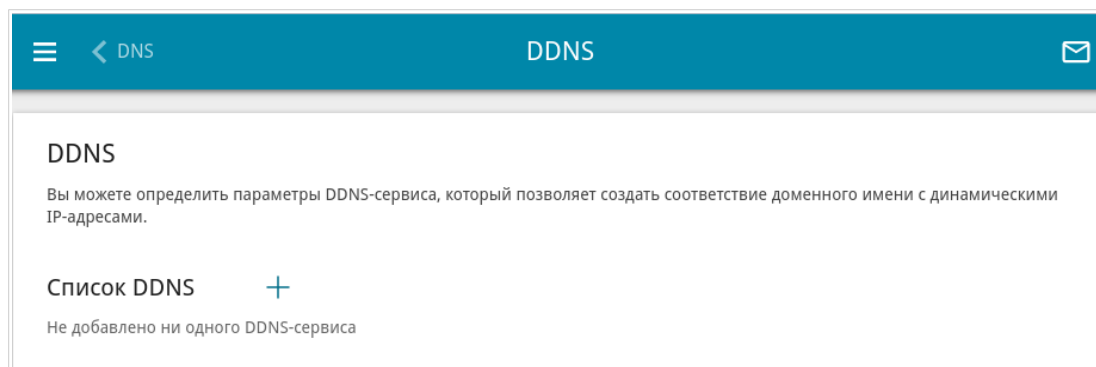 DNS
DDNS
DDNS
Вы можете определить параметры DDNS-сервиса, который позволяет создать соответствие доменного имени с динамическими
IP-адресами.
Список DDNS
Не добавлено ни одного DDNS-сервиса